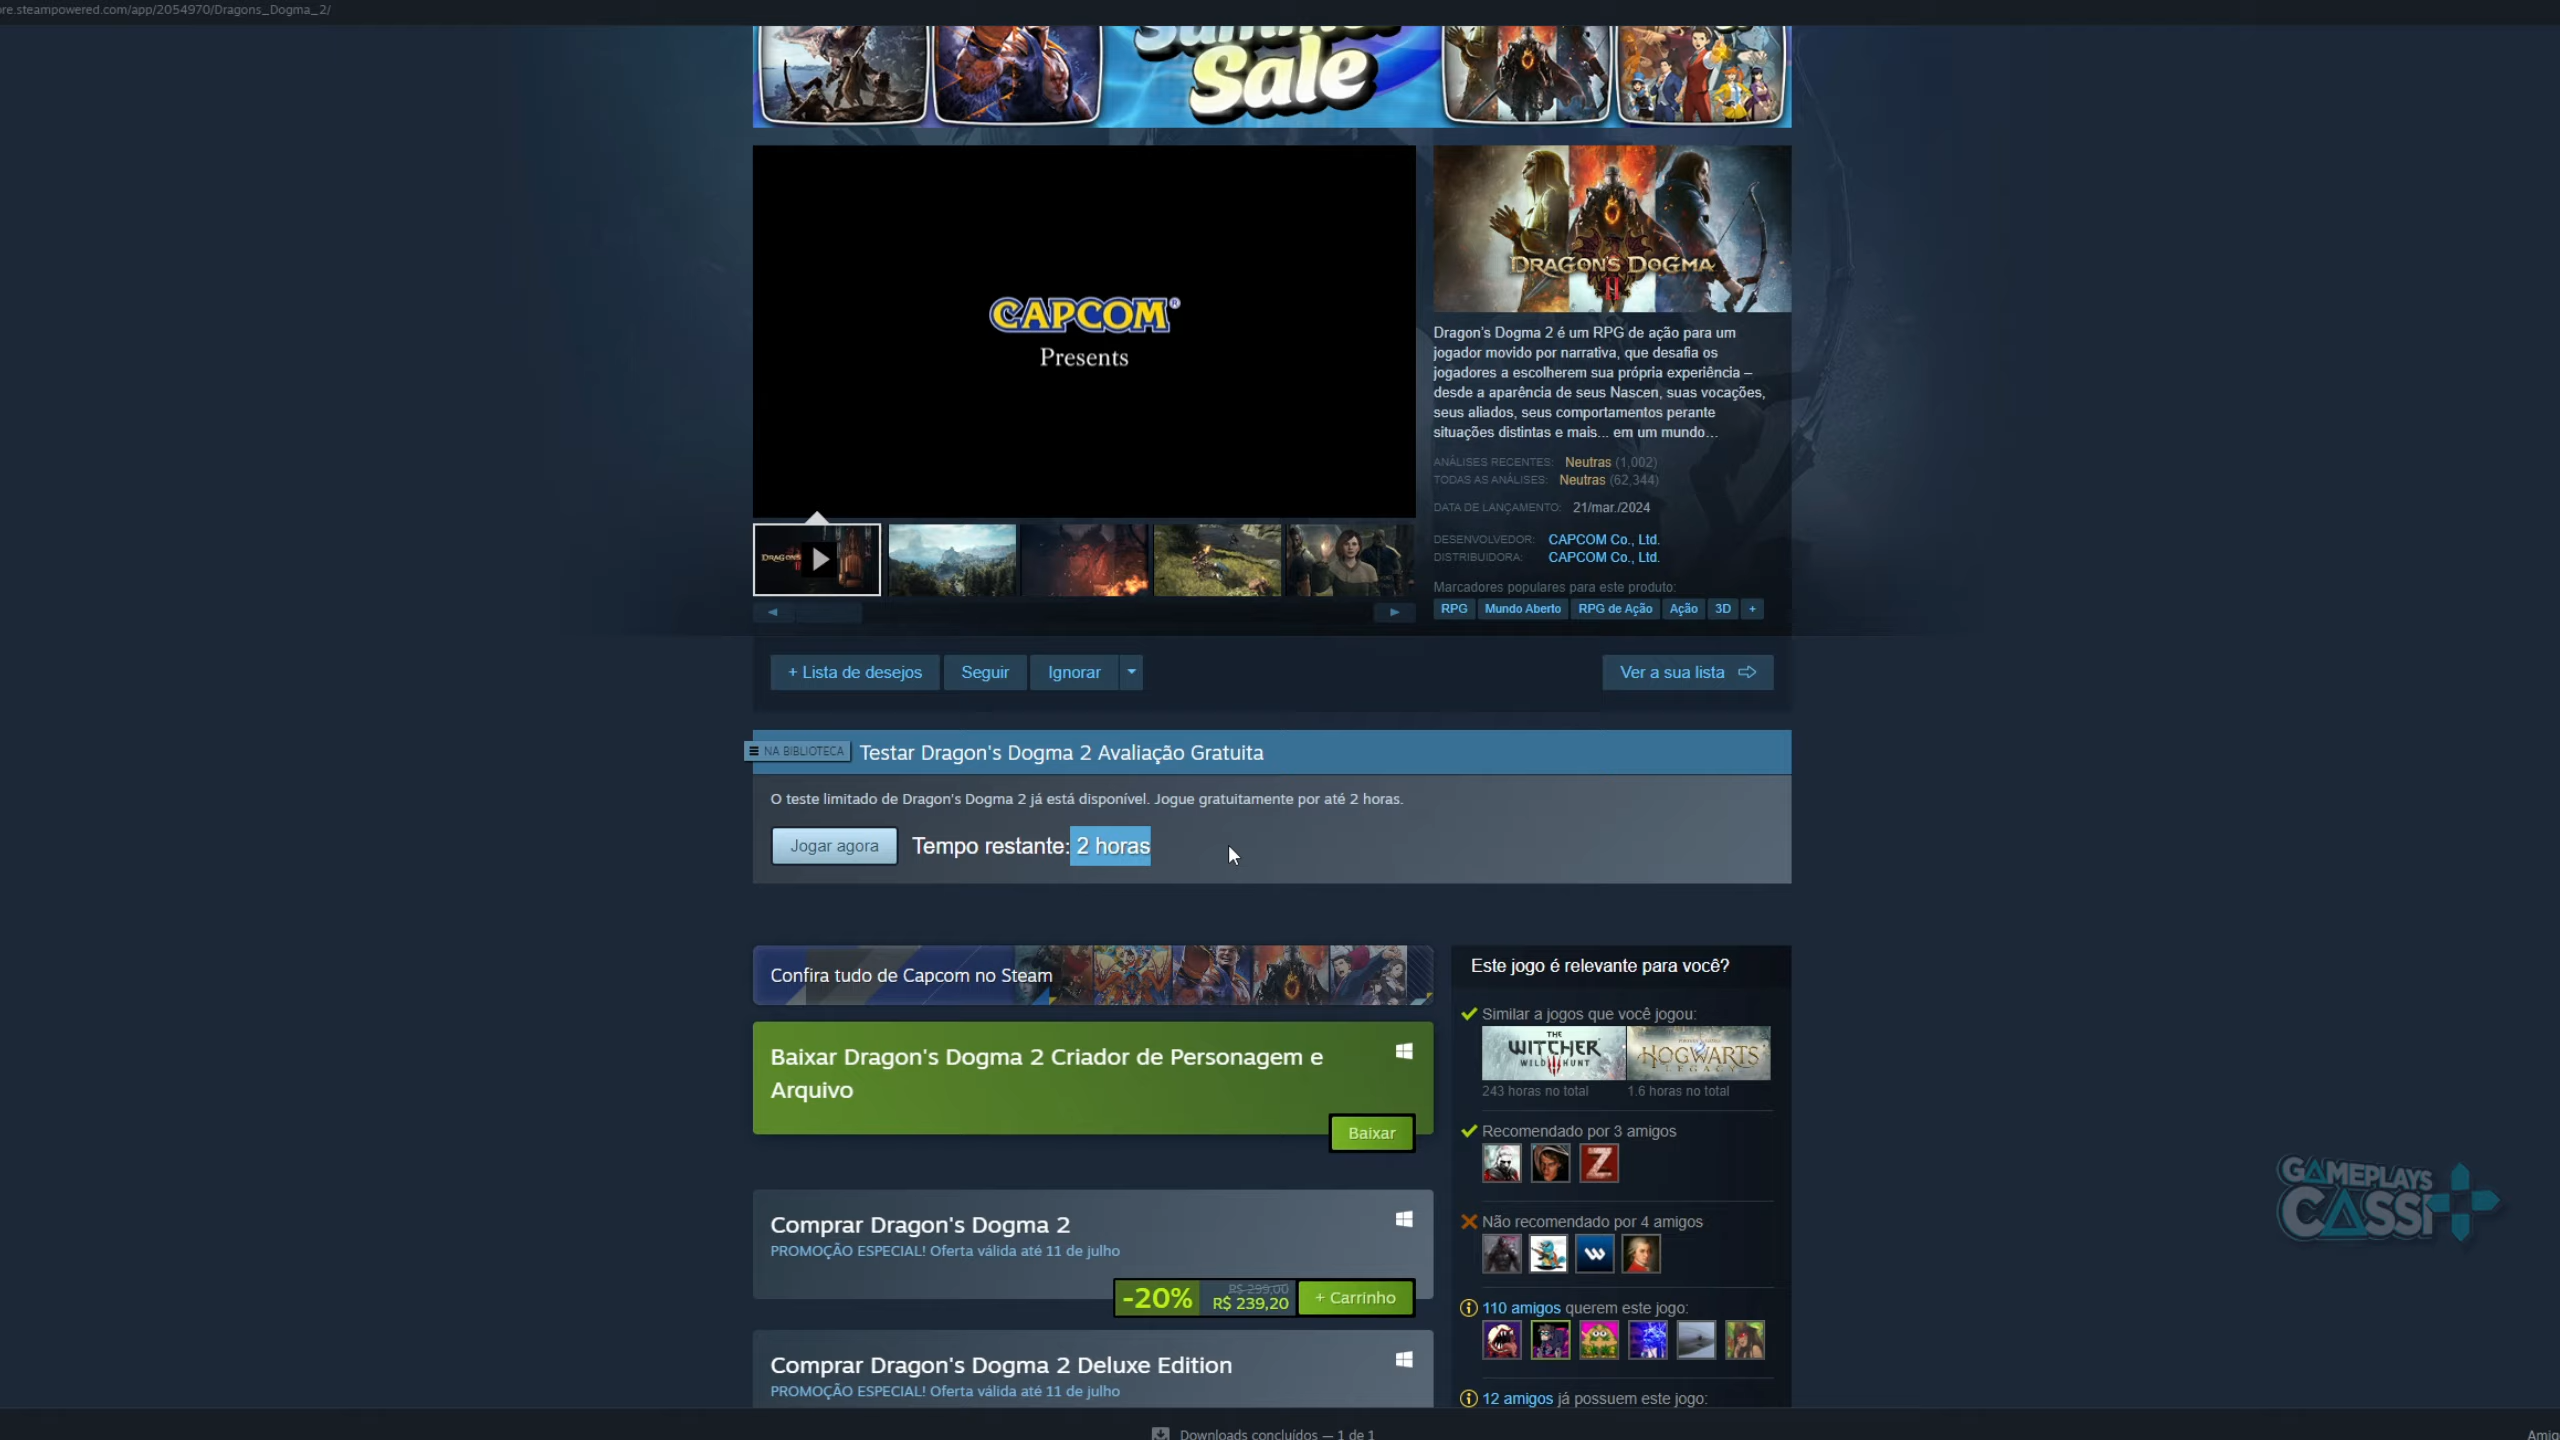 re.steampowered.com/app/2054970/Dragons_Dogma_2/
Summer
Sale
CAPCOM®
Presents
DRAGON'S DOGMA
II
Dragon's Dogma 2 é um RPG de ação para um
jogador movido por narrativa, que desafia os
jogadores a escolherem sua própria experiência –
desde a aparência de seus Nascen, suas vocações,
seus aliados, seus comportamentos perante
situações distintas e mais... em um mundo...
ANÁLISES RECENTES: Neutras (1,002)
TODAS AS ANÁLISES: Neutras (62,344)
DATA DE LANÇAMENTO: 21/mar./2024
DESENVOLVEDOR: CAPCOM Co., Ltd.
DISTRIBUIDORA: CAPCOM Co., Ltd.
Marcadores populares para este produto:
RPG Mundo Aberto RPG de Ação Ação 3D +
+ Lista de desejos Seguir Ignorar Ver a sua lista
NA BIBLIOTECA Testar Dragon's Dogma 2 Avaliação Gratuita
O teste limitado de Dragon's Dogma 2 já está disponível. Jogue gratuitamente por até 2 horas.
Jogar agora Tempo restante: 2 horas
Confira tudo de Capcom no Steam
Baixar Dragon's Dogma 2 Criador de Personagem e
Arquivo
Baixar
Comprar Dragon's Dogma 2
PROMOÇÃO ESPECIAL! Oferta válida até 11 de julho
-20% R$ 299,00
R$ 239,20 + Carrinho
Comprar Dragon's Dogma 2 Deluxe Edition
PROMOÇÃO ESPECIAL! Oferta válida até 11 de julho
Este jogo é relevante para você?
Similar a jogos que você jogou:
THE
WITCHER
WILD HUNT
HOGWARTS
LEGACY
243 horas no total 1.6 horas no total
Recomendado por 3 amigos
Z
Não recomendado por 4 amigos
W
110 amigos querem este jogo:
12 amigos já possuem este jogo:
GAMEPLAYS
CASSI
Downloads concluídos — 1 de 1
Amig